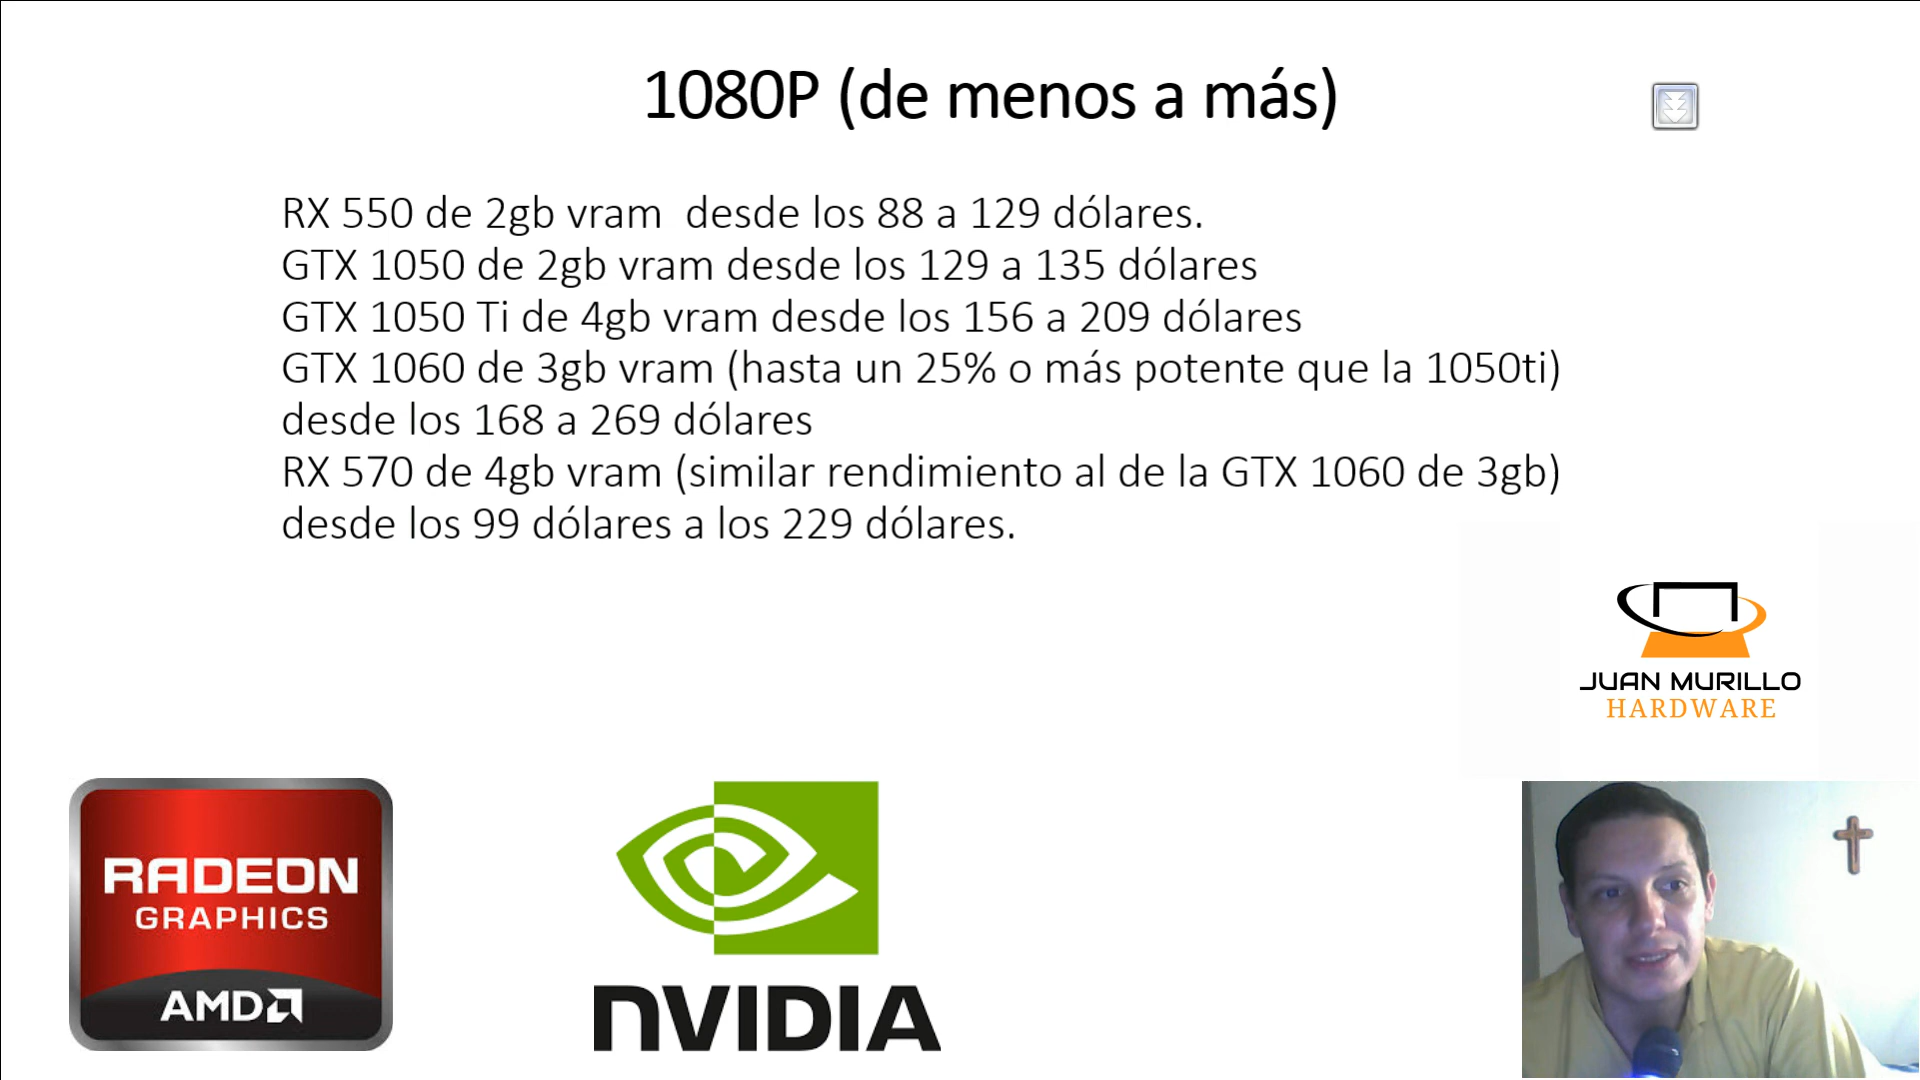 1080P (de menos a más)
RX 550 de 2gb vram  desde los 88 a 129 dólares.
GTX 1050 de 2gb vram desde los 129 a 135 dólares
GTX 1050 Ti de 4gb vram desde los 156 a 209 dólares
GTX 1060 de 3gb vram (hasta un 25% o más potente que la 1050ti)
desde los 168 a 269 dólares
RX 570 de 4gb vram (similar rendimiento al de la GTX 1060 de 3gb)
desde los 99 dólares a los 229 dólares.
JUAN MURILLO
HARDWARE
RADEON
GRAPHICS
AMD
NVIDIA